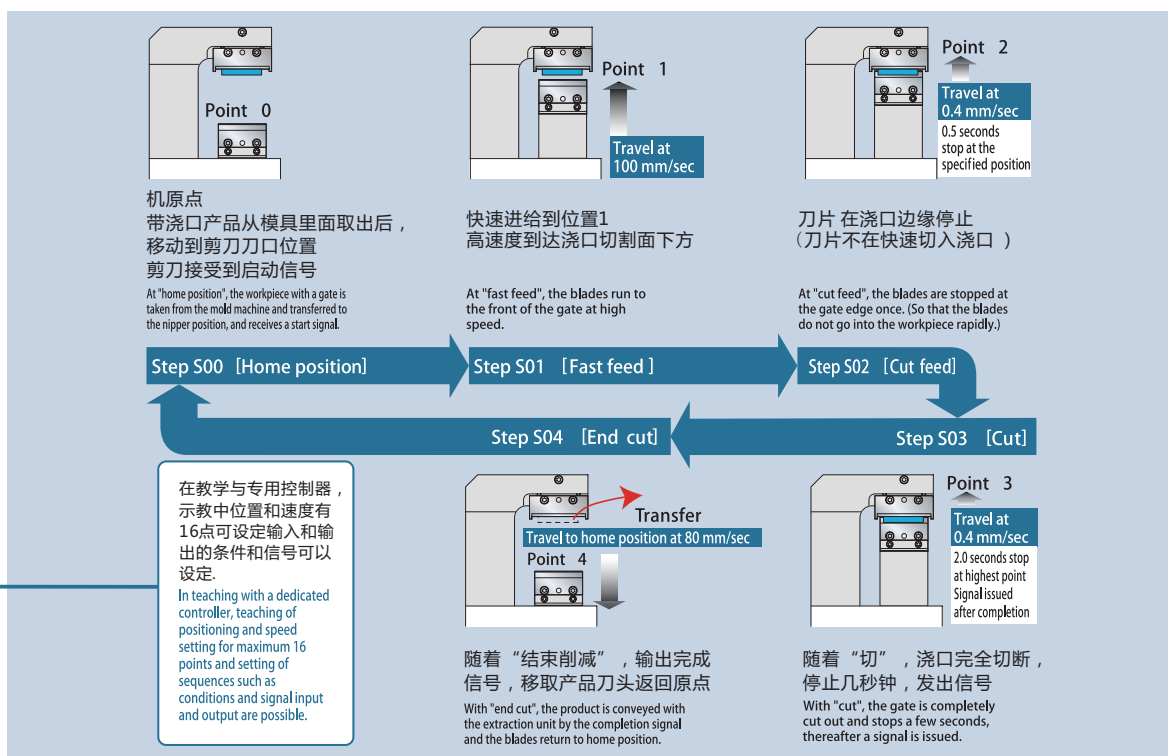 Point 0
Point 1
Travel at
100 mm/sec
Point 2
Travel at
0.4 mm/sec
0.5 seconds
stop at the
specified position
机原点
带浇口产品从模具里面取出后，
移动到剪刀刀口位置
剪刀接受到启动信号
At "home position", the workpiece with a gate is
taken from the mold machine and transferred to
the nipper position, and receives a start signal.
快速进给到位置1
高速度到达浇口切割面下方
At "fast feed", the blades run to
the front of the gate at high
speed.
刀片 在浇口边缘停止
（刀片不在快速切入浇口 ）
At "cut feed", the blades are stopped at
the gate edge once. (So that the blades
do not go into the workpiece rapidly.)
Step S00 [Home position]
Step S01 [Fast feed ]
Step S02 [Cut feed]
Step S04 [End cut]
Step S03 [Cut]
在教学与专用控制器，
示教中位置和速度有
16点可设定输入和输
出的条件和信号可以
设定.
In teaching with a dedicated
controller, teaching of
positioning and speed
setting for maximum 16
points and setting of
sequences such as
conditions and signal input
and output are possible.
Transfer
Travel to home position at 80 mm/sec
Point 4
随着“结束削减”，输出完成
信号，移取产品刀头返回原点
With "end cut", the product is conveyed with
the extraction unit by the completion signal
and the blades return to home position.
Point 3
Travel at
0.4 mm/sec
2.0 seconds stop
at highest point
Signal issued
after completion
随着“切”，浇口完全切断，
停止几秒钟，发出信号
With "cut", the gate is completely
cut out and stops a few seconds,
thereafter a signal is issued.